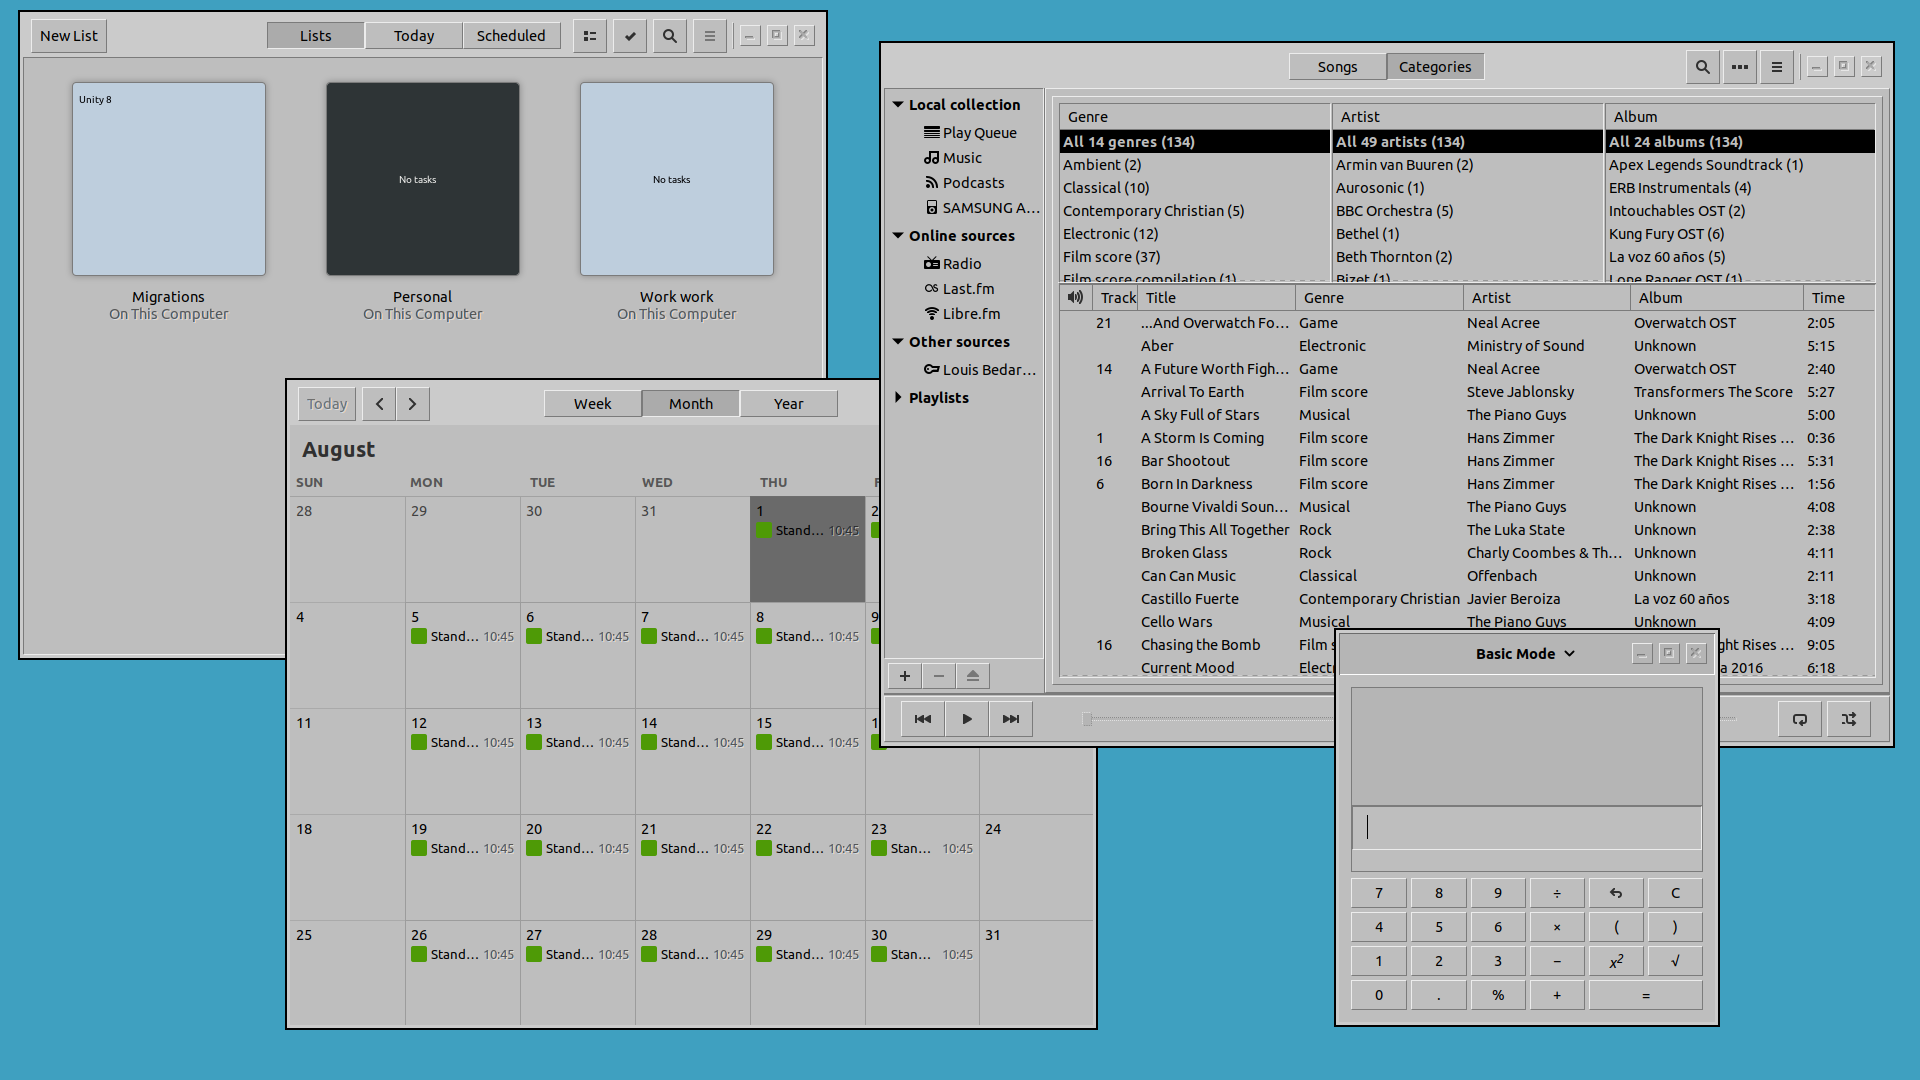 New List
Lists
Today
Scheduled
Unity 8
No tasks
No tasks
Migrations
On This Computer
Personal
On This Computer
Work work
On This Computer
Today
Week
Month
Year
August
SUN MON TUE WED THU
28 29 30 31 1 2
Stand... 10:45
4 5 6 7 8 9
Stand... 10:45 Stand... 10:45 Stand... 10:45 Stand... 10:45
11 12 13 14 15 1
Stand... 10:45 Stand... 10:45 Stand... 10:45 Stand... 10:45
18 19 20 21 22 23 24
Stand... 10:45 Stand... 10:45 Stand... 10:45 Stand... 10:45 Stan... 10:45
25 26 27 28 29 30 31
Stand... 10:45 Stand... 10:45 Stand... 10:45 Stand... 10:45 Stan... 10:45
Songs
Categories
Local collection
Play Queue
Music
Podcasts
SAMSUNG A...
Online sources
Radio
Last.fm
Libre.fm
Other sources
Louis Bedar...
Playlists
Genre
All 14 genres (134)
Ambient (2)
Classical (10)
Contemporary Christian (5)
Electronic (12)
Film score (37)
Film score compilation (1)
Artist
All 49 artists (134)
Armin van Buuren (2)
Aurosonic (1)
BBC Orchestra (5)
Bethel (1)
Beth Thornton (2)
Bizet (1)
Album
All 24 albums (134)
Apex Legends Soundtrack (1)
ERB Instrumentals (4)
Intouchables OST (2)
Kung Fury OST (6)
La voz 60 años (5)
Lone Ranger OST (1)
Track Title Genre Artist Album Time
21 ...And Overwatch Fo... Game Neal Acree Overwatch OST 2:05
Aber Electronic Ministry of Sound Unknown 5:15
14 A Future Worth Figh... Game Neal Acree Overwatch OST 2:40
Arrival To Earth Film score Steve Jablonsky Transformers The Score 5:27
A Sky Full of Stars Musical The Piano Guys Unknown 5:00
1 A Storm Is Coming Film score Hans Zimmer The Dark Knight Rises ... 0:36
16 Bar Shootout Film score Hans Zimmer The Dark Knight Rises ... 5:31
6 Born In Darkness Film score Hans Zimmer The Dark Knight Rises ... 1:56
Bourne Vivaldi Soun... Musical The Piano Guys Unknown 4:08
Bring This All Together Rock The Luka State Unknown 2:38
Broken Glass Rock Charly Coombes & Th... Unknown 4:11
Can Can Music Classical Offenbach Unknown 2:11
Castillo Fuerte Contemporary Christian Javier Beroiza La voz 60 años 3:18
Cello Wars Musical The Piano Guys Unknown 4:09
16 Chasing the Bomb Film s ght Rises ... 9:05
Current Mood Electr a 2016 6:18
Basic Mode
7 8 9 ÷ C
4 5 6 × ( )
1 2 3 − x² √
0 . % + =